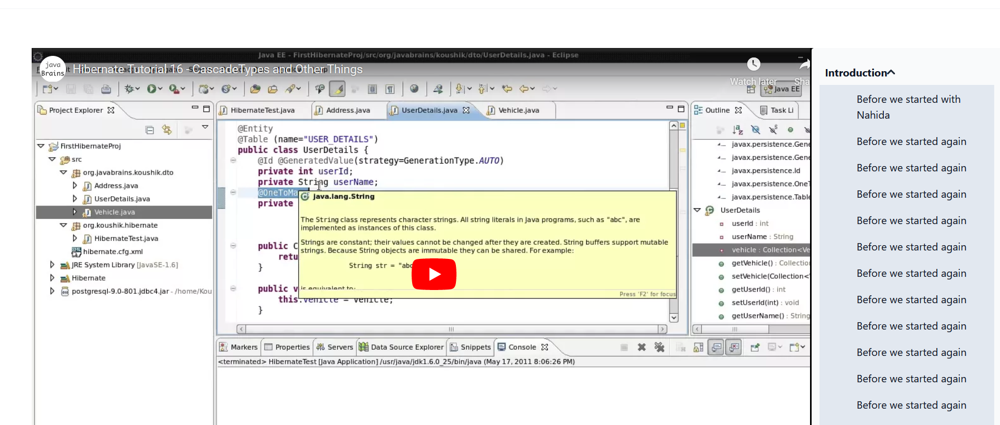 Java EE - FirstHibernateProj/src/org/javabrains/koushik/dto/UserDetails.java - Eclipse
java
Brains
Hibernate Tutorial 16 - CascadeTypes and Other Things
Watch later
Sha
Java EE
Project Explorer
HibernateTest.java
Address.java
UserDetails.java
Vehicle.java
Outline
Task Li
FirstHibernateProj
src
org.javabrains.koushik.dto
Address.java
UserDetails.java
Vehicle.java
org.koushik.hibernate
HibernateTest.java
hibernate.cfg.xml
JRE System Library [JavaSE-1.6]
Hibernate
postgresql-9.0-801.jdbc4.jar - /home/Kou
@Entity
@Table (name="USER_DETAILS")
public class UserDetails {
@Id @GeneratedValue(strategy=GenerationType.AUTO)
private int userId;
private String userName;
@OneToMa
private
public C
retu
}
public v
this.vehicle = vehicle;
}
java.lang.String
The String class represents character strings. All string literals in Java programs, such as "abc", are
implemented as instances of this class.
Strings are constant; their values cannot be changed after they are created. String buffers support mutable
strings. Because String objects are immutable they can be shared. For example:
String str = "abc
is equivalent to:
Press 'F2' for focus
javax.persistence.Gene
javax.persistence.Gene
javax.persistence.Id
javax.persistence.OneT
javax.persistence.Table
UserDetails
userId : int
userName : String
vehicle : Collection<Ve
getVehicle() : Collectio
setVehicle(Collection<
getUserId() : int
setUserId(int) : void
getUserName() : String
Markers
Properties
Servers
Data Source Explorer
Snippets
Console
<terminated> HibernateTest [Java Application] /usr/java/jdk1.6.0_25/bin/java (May 17, 2011 8:06:26 PM)
Introduction
Before we started with
Nahida
Before we started again
Before we started again
Before we started again
Before we started again
Before we started again
Before we started again
Before we started again
Before we started again
Before we started again
Before we started again
Before we started again